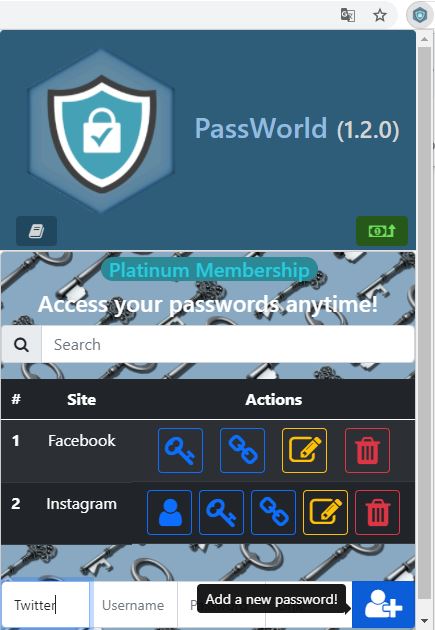 PassWorld (1.2.0)
Platinum Membership
Access your passwords anytime!
Search
# Site Actions
1 Facebook
2 Instagram
Add a new password!
Twitter Username